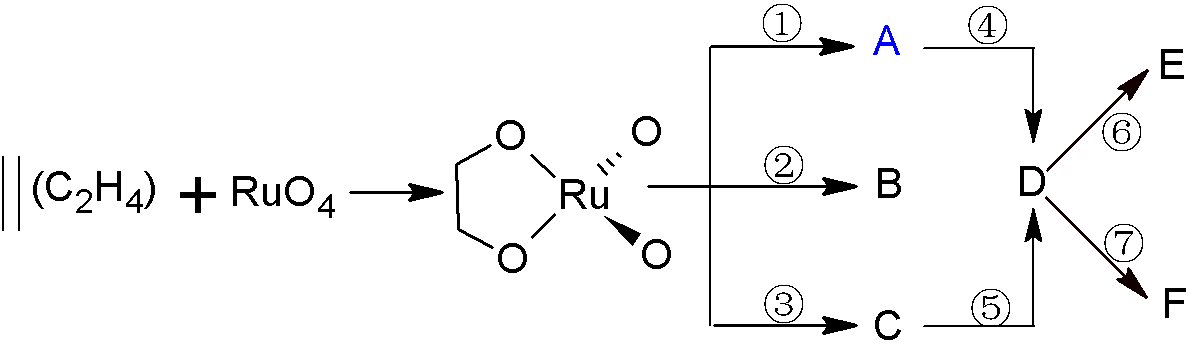 ① A ④
E
O O ⑥
(C₂H₄) + RuO₄ Ru ② B D
O O ⑦
③ C ⑤ F